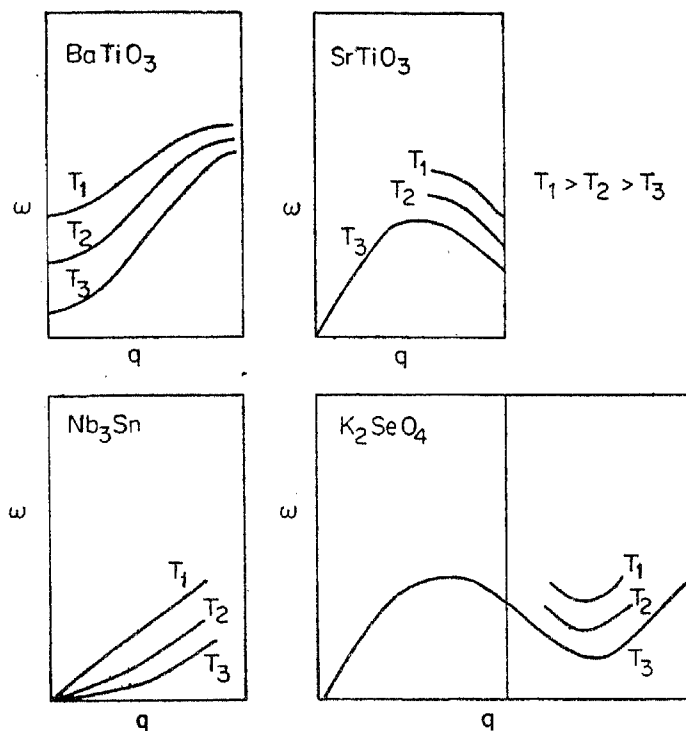 BaTiO₃
T₁
T₂
T₃
ω
q
SrTiO₃
T₁
T₂
T₃
q
T₁ > T₂ > T₃
Nb₃Sn
T₁
T₂
T₃
ω
q
K₂SeO₄
T₁
T₂
T₃
ω
q